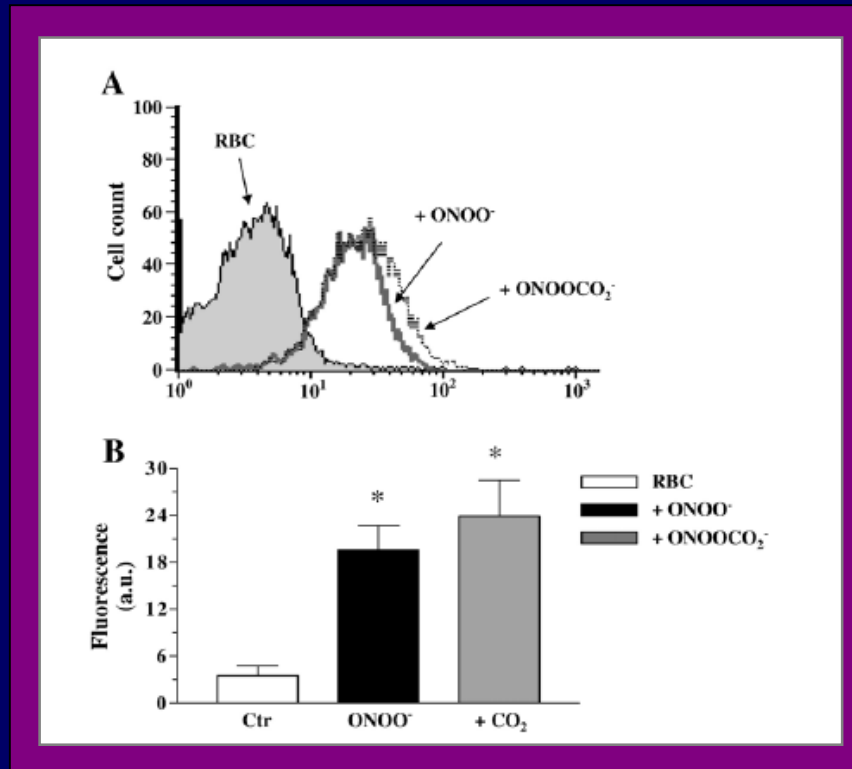 A
100
80
60
40
20
0
Cell count
RBC
+ ONOO⁻
+ ONOOCO₂⁻
10⁰ 10¹ 10² 10³
B
30
24
18
12
6
0
Fluorescence
(a.u.)
*
*
Ctr ONOO⁻ + CO₂
RBC
+ ONOO⁻
+ ONOOCO₂⁻